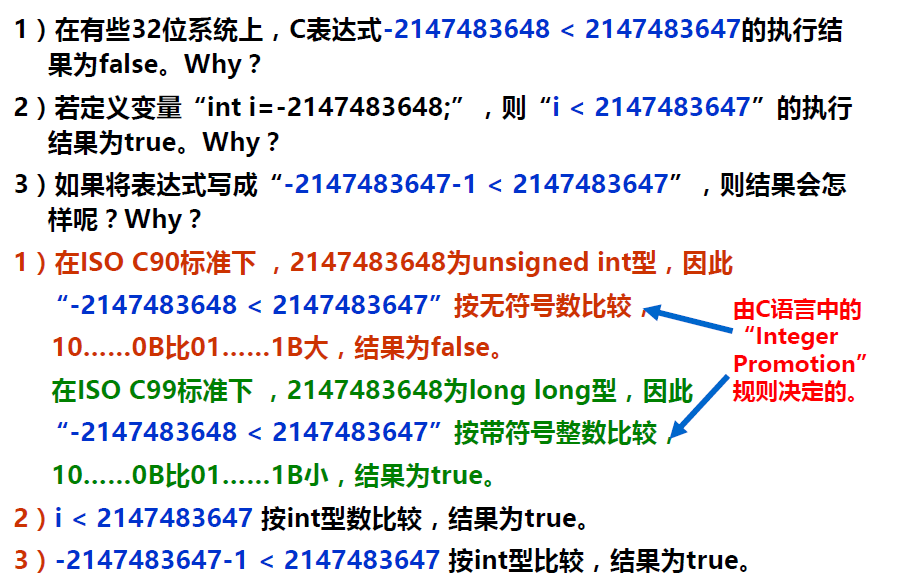 1）在有些32位系统上，C表达式-2147483648 < 2147483647的执行结
果为false。Why？
2）若定义变量“int i=-2147483648;”，则“i < 2147483647”的执行
结果为true。Why？
3）如果将表达式写成“-2147483647-1 < 2147483647”，则结果会怎
样呢？Why？
1）在ISO C90标准下，2147483648为unsigned int型，因此
“-2147483648 < 2147483647”按无符号数比较，
10……0B比01……1B大，结果为false。
在ISO C99标准下，2147483648为long long型，因此
“-2147483648 < 2147483647”按带符号整数比较，
10……0B比01……1B小，结果为true。
由C语言中的
“Integer
Promotion”
规则决定的。
2）i < 2147483647 按int型数比较，结果为true。
3）-2147483647-1 < 2147483647 按int型比较，结果为true。